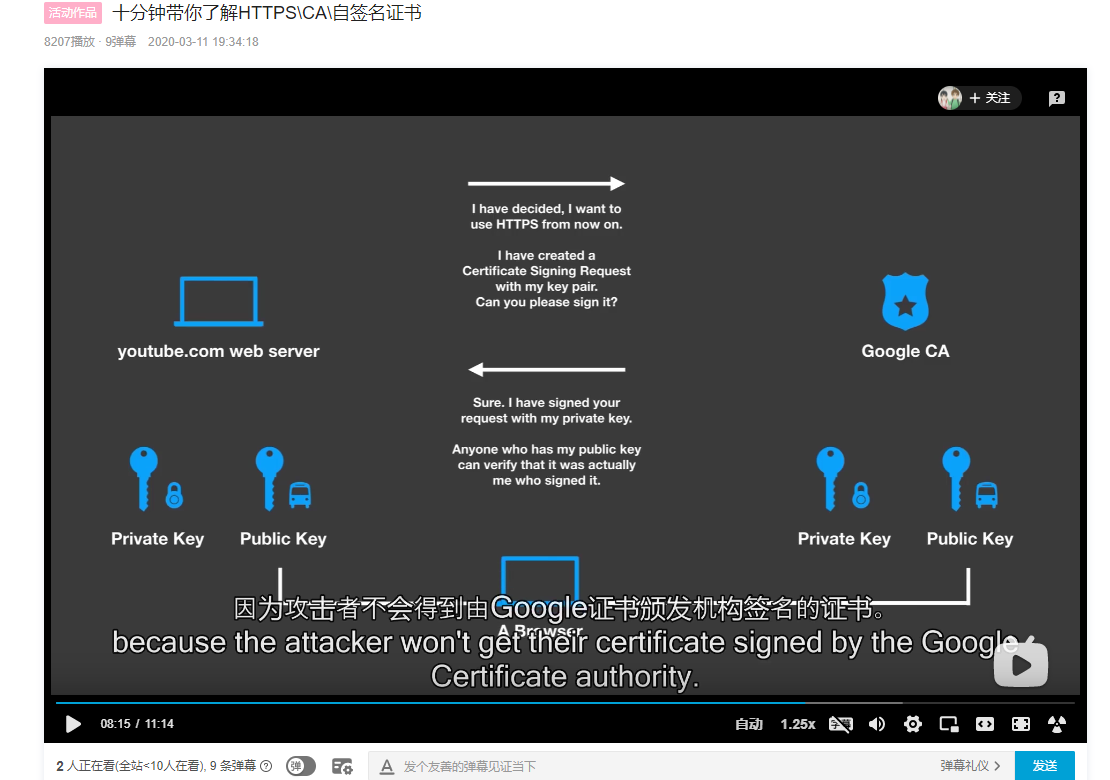 活动作品 十分钟带你了解HTTPS\CA\自签名证书
8207播放 · 9弹幕 2020-03-11 19:34:18
+ 关注
I have decided, I want to
use HTTPS from now on.
I have created a
Certificate Signing Request
with my key pair.
Can you please sign it?
youtube.com web server
Google CA
Sure. I have signed your
request with my private key.
Anyone who has my public key
can verify that it was actually
me who signed it.
Private Key
Public Key
Private Key
Public Key
A Browser
因为攻击者不会得到由Google证书颁发机构签名的证书。
because the attacker won't get their certificate signed by the Google
Certificate authority.
08:15 / 11:14
自动 1.25x 字幕
2 人正在看(全站<10人在看), 9 条弹幕 ? 弹
A 发个友善的弹幕见证当下 弹幕礼仪 > 发送